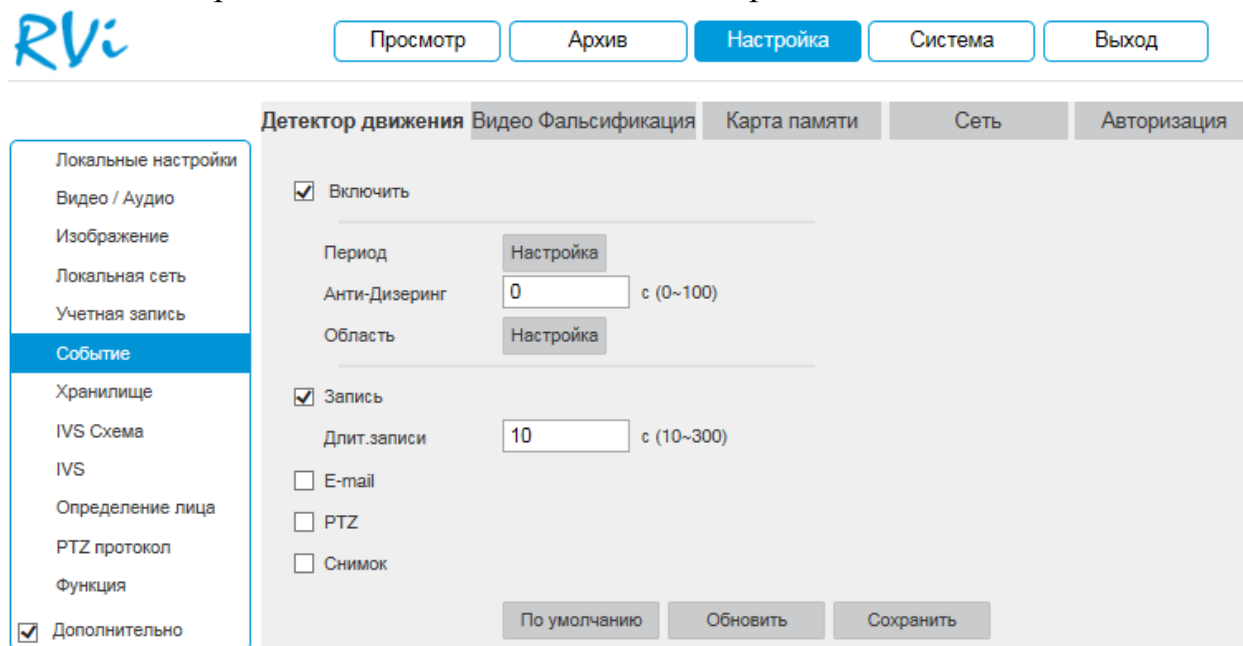 RVi
Просмотр Архив Настройка Система Выход
Детектор движения Видео Фальсификация Карта памяти Сеть Авторизация
Локальные настройки
Видео / Аудио
Изображение
Локальная сеть
Учетная запись
Событие
Хранилище
IVS Схема
IVS
Определение лица
PTZ протокол
Функция
Дополнительно
Включить
Период Настройка
Анти-Дизеринг 0 с (0~100)
Область Настройка
Запись
Длит.записи 10 с (10~300)
E-mail
PTZ
Снимок
По умолчанию Обновить Сохранить